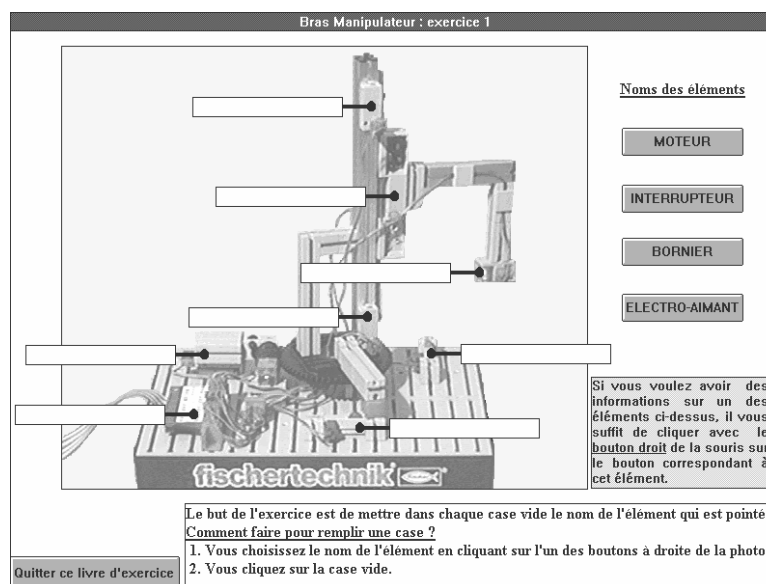 Bras Manipulateur : exercice 1
Noms des éléments
MOTEUR
INTERRUPTEUR
BORNIER
ELECTRO-AIMANT
Si vous voulez avoir des
informations sur un des
éléments ci-dessus, il vous
suffit de cliquer avec le
bouton droit de la souris sur
le bouton correspondant à
cet élément.
fischertechnik
Le but de l'exercice est de mettre dans chaque case vide le nom de l'élément qui est pointé
Comment faire pour remplir une case ?
1. Vous choisissez le nom de l'élément en cliquant sur l'un des boutons à droite de la photo
2. Vous cliquez sur la case vide.
Quitter ce livre d'exercice